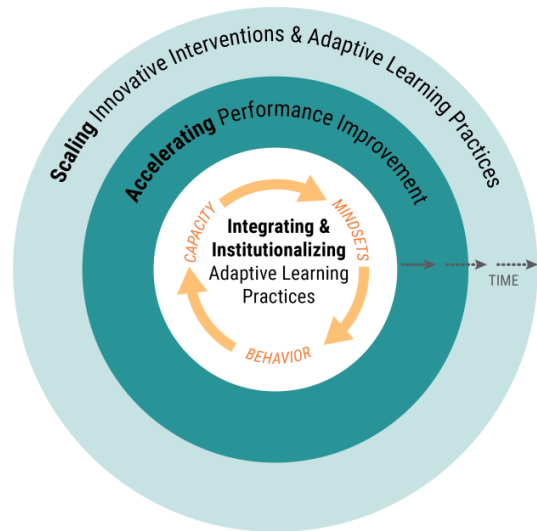 Scaling Innovative Interventions & Adaptive Learning Practices
Accelerating Performance Improvement
CAPACITY
MINDSETS
Integrating &
Institutionalizing
Adaptive Learning
Practices
BEHAVIOR
TIME